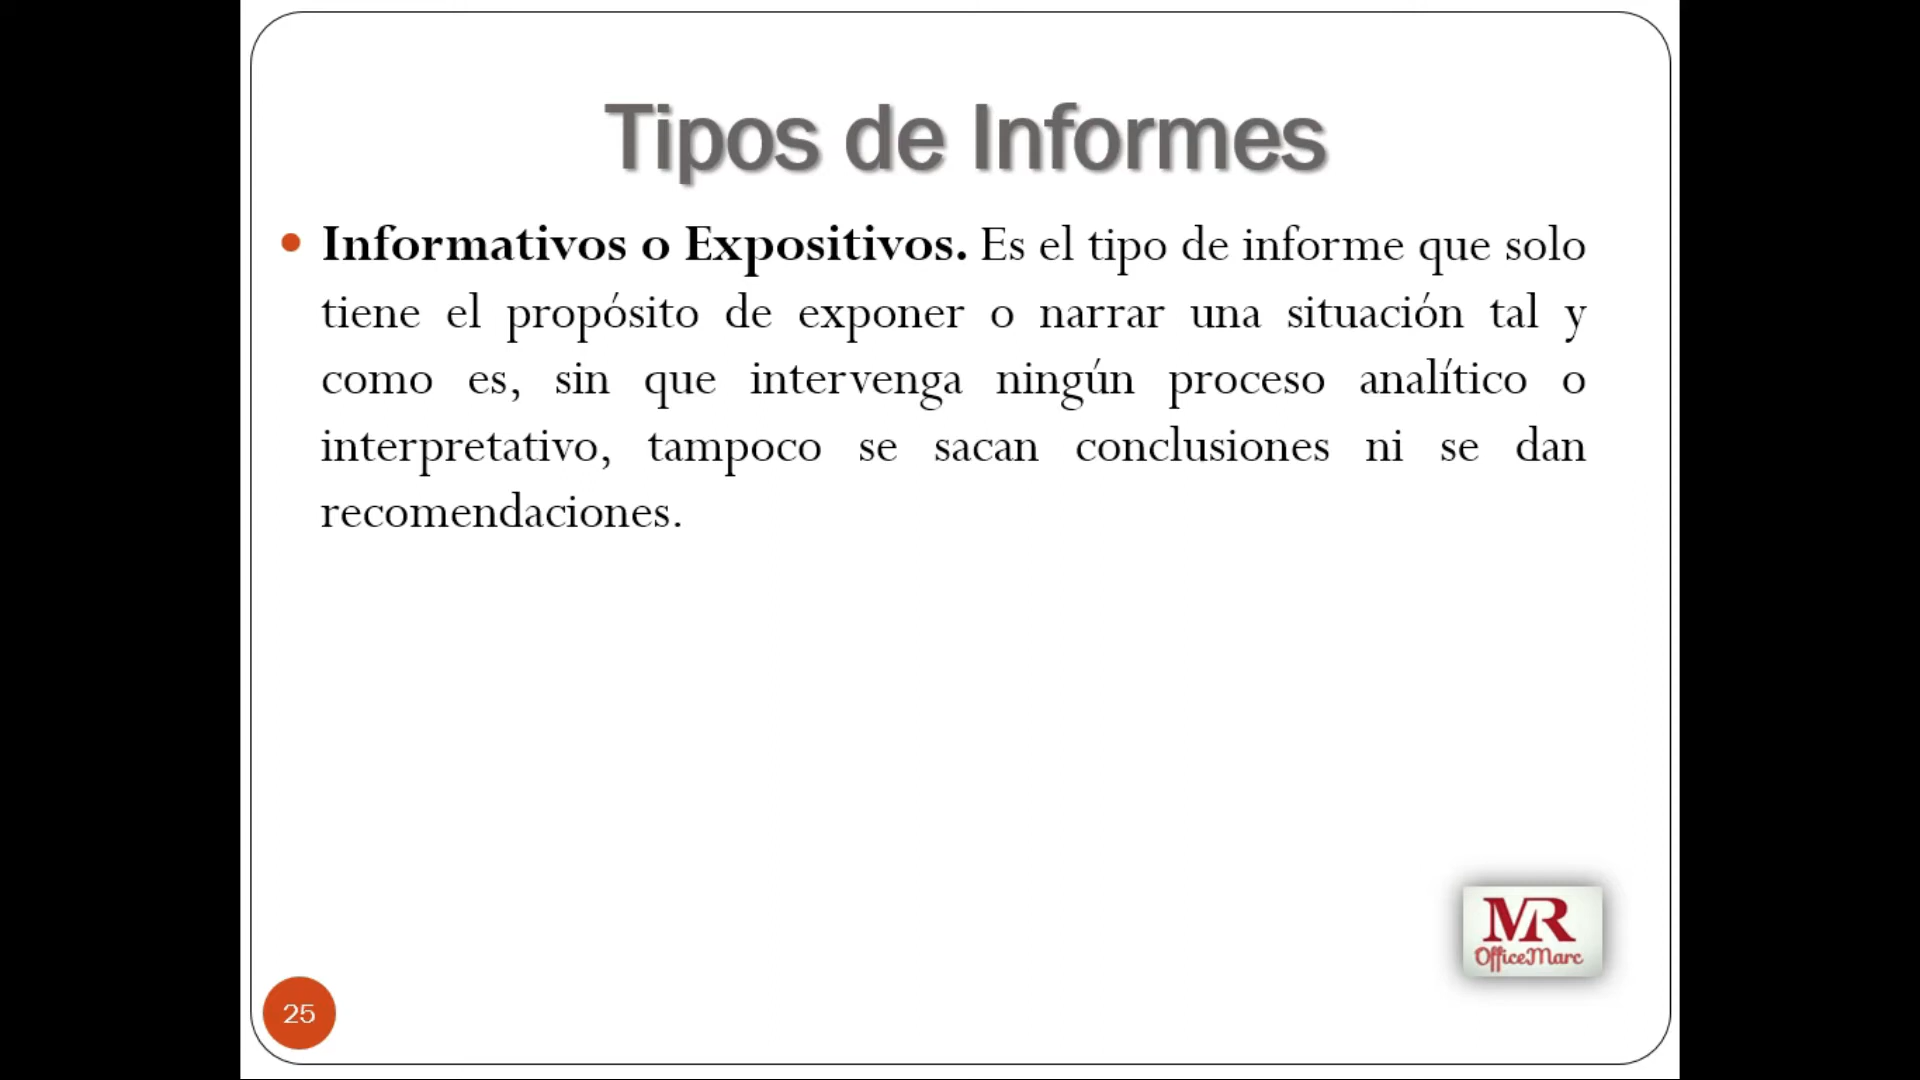 Tipos de Informes
• Informativos o Expositivos. Es el tipo de informe que solo
tiene el propósito de exponer o narrar una situación tal y
como es, sin que intervenga ningún proceso analítico o
interpretativo, tampoco se sacan conclusiones ni se dan
recomendaciones.
MR
OfficeMarc
25